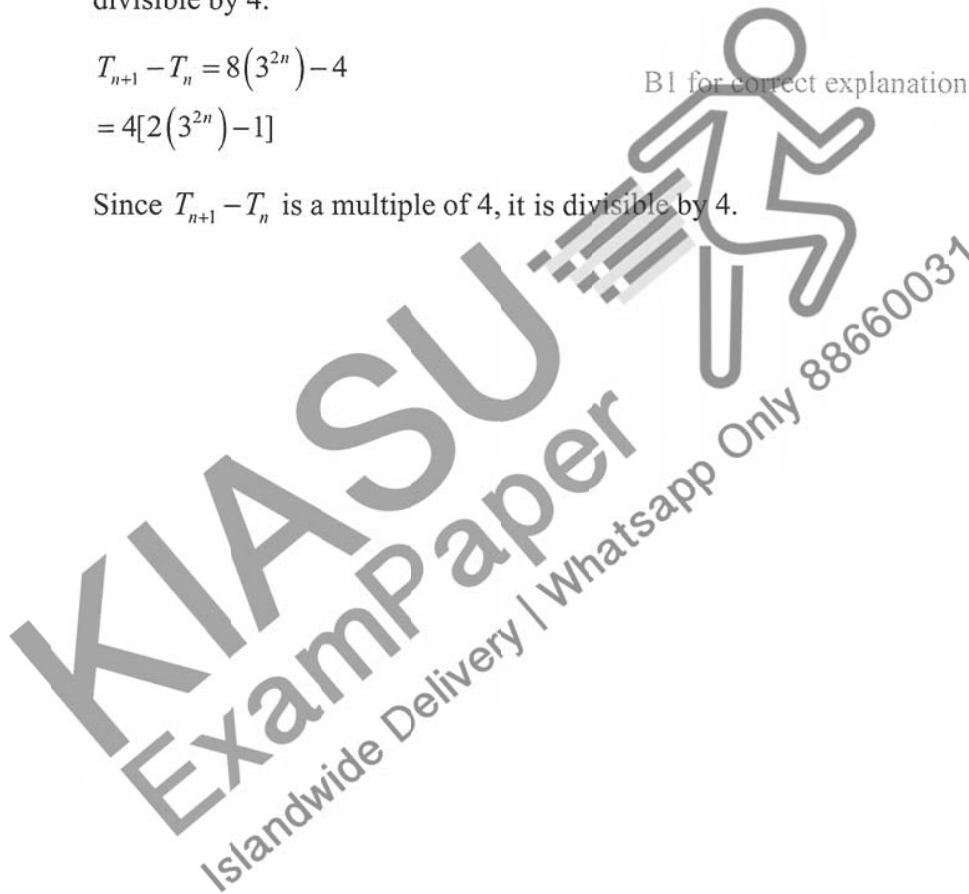 divisible by 4.
T_{n+1} − T_n = 8(3^{2n}) − 4
B1 for correct explanation
= 4[2(3^{2n}) − 1]
Since T_{n+1} − T_n is a multiple of 4, it is divisible by 4.
KIASU
ExamPaper
Islandwide Delivery | Whatsapp Only 88660031